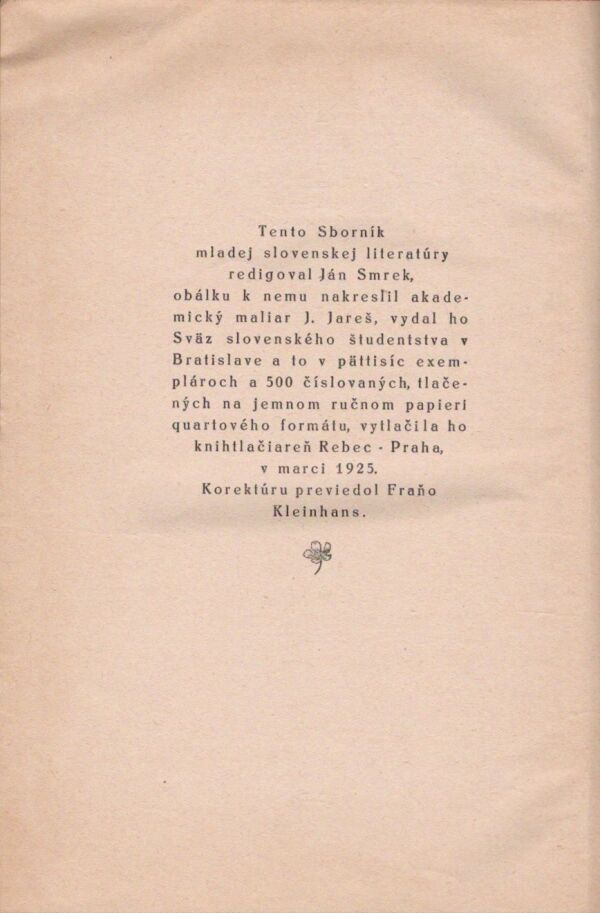 Tento Sborník
mladej slovenskej literatúry
redigoval Ján Smrek,
obálku k nemu nakreslil akade-
mický maliar J. Jareš, vydal ho
Sväz slovenského študentstva v
Bratislave a to v pättisíc exem-
plároch a 500 číslovaných, tlače-
ných na jemnom ručnom papieri
quartového formátu, vytlačila ho
knihtlačiareň Rebec - Praha,
v marci 1925.
Korektúru previedol Fraňo
Kleinhans.